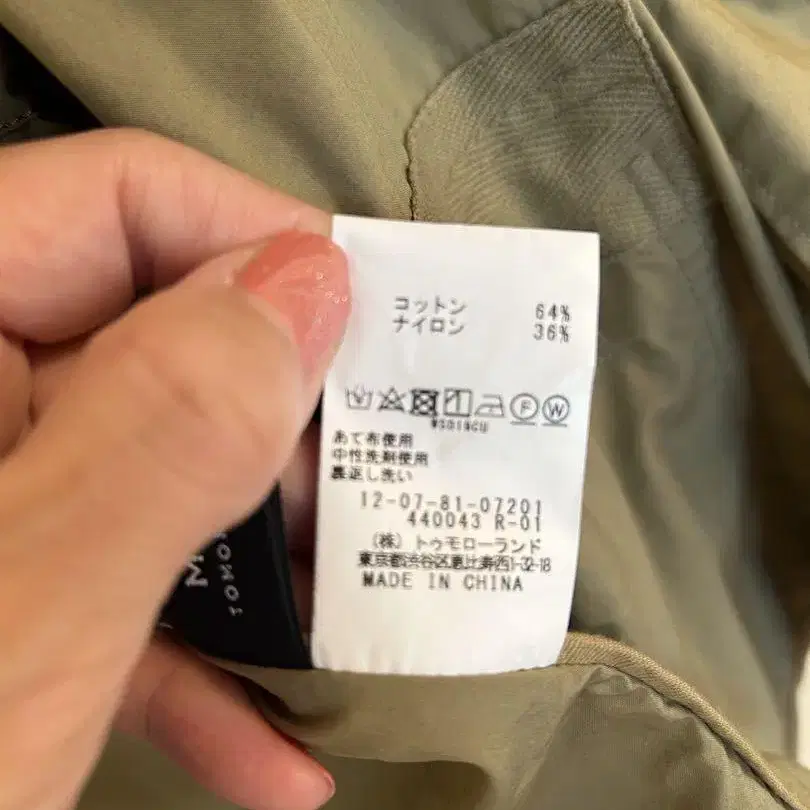 コットン 64%
ナイロン 36%
F W
あて布使用
中性洗剤使用
裏返し洗い
12-07-81-07201
440043 R-01
(株) トゥモローランド
東京都渋谷区恵比寿西1-32-18
MADE IN CHINA